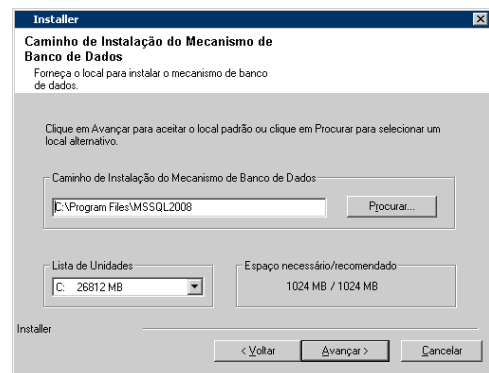 Installer
Caminho de Instalação do Mecanismo de
Banco de Dados
Forneça o local para instalar o mecanismo de banco
de dados.
Clique em Avançar para aceitar o local padrão ou clique em Procurar para selecionar um
local alternativo.
Caminho de Instalação do Mecanismo de Banco de Dados
C:\Program Files\MSSQL2008
Procurar...
Lista de Unidades
C: 26812 MB
Espaço necessário/recomendado
1024 MB / 1024 MB
Installer
< Voltar
Avançar >
Cancelar